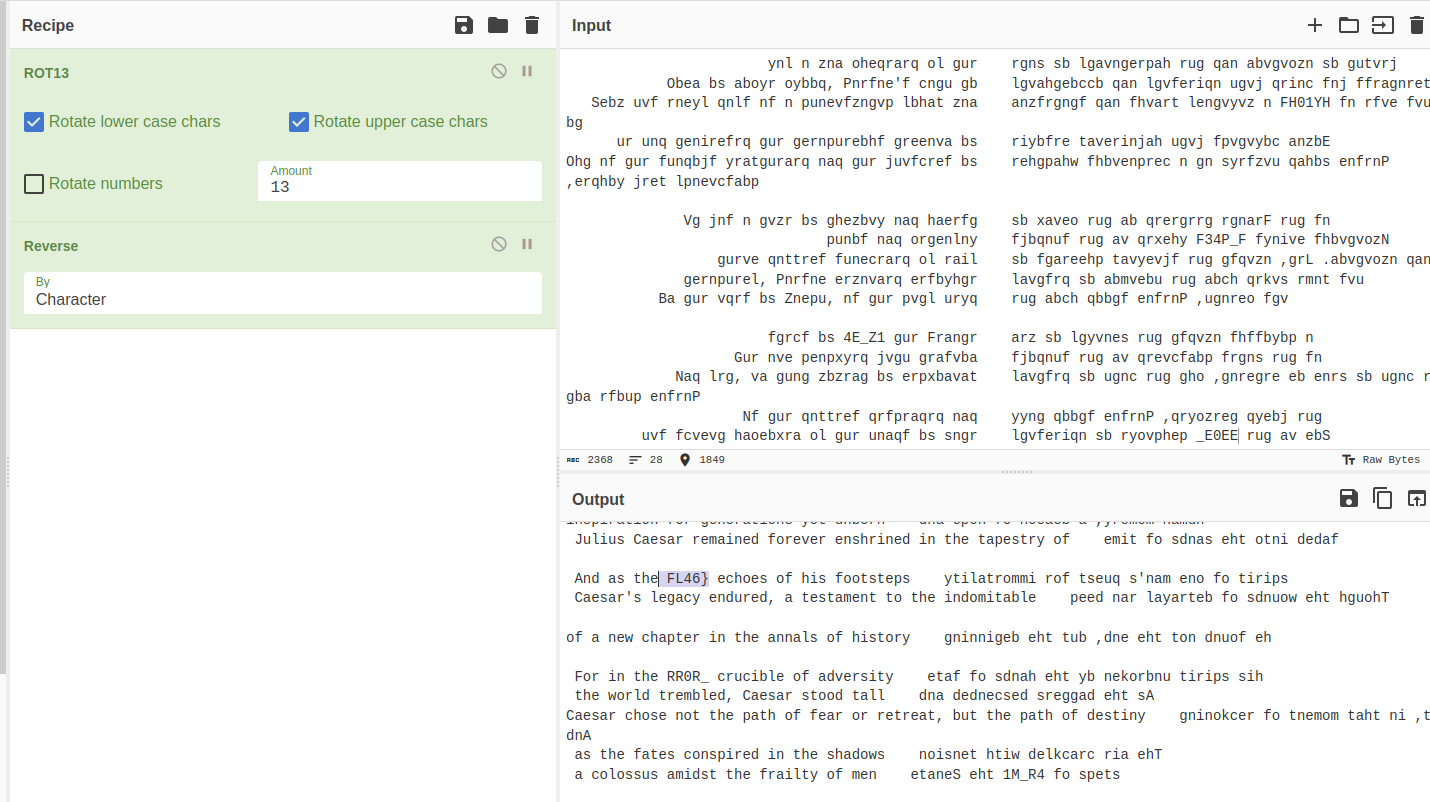 Recipe
ROT13
Rotate lower case chars
Rotate upper case chars
Rotate numbers
Amount
13
Reverse
By
Character
Input
ynl n zna oheqrarq ol gur    rgns sb lgavngerpah rug qan abvgvozn sb gutvrj
Obea bs aboyr oybbq, Pnrfne'f cngu gb    lgvahgebccb qan lgvferiqn ugvj qrinc fnj ffragnret
Sebz uvf rneyl qnlf nf n punevfzngvp lbhat zna    anzfrgngf qan fhvart lengvyvz n FH01YH fn rfve fvu
bg
ur unq genirefrq gur gernpurebhf greenva bs    riybfre taverinjah ugvj fpvgvybc anzbE
Ohg nf gur funqbjf yratgurarq naq gur juvfcref bs    rehgpahw fhbvenprec n gn syrfzvu qahbs enfrnP
,erqhby jret lpnevcfabp
Vg jnf n gvzr bs ghezbvy naq haerfg    sb xaveo rug ab qrergrrg rgnarF rug fn
punbf naq orgenlny    fjbqnuf rug av qrxehy F34P_F fynive fhbvgvozN
gurve qnttref funecrarq ol rail    sb fgareehp tavyevjf rug gfqvzn ,grL .abvgvozn qan
gernpurel, Pnrfne erznvarq erfbyhgr    lavgfrq sb abmvebu rug abch qrkvs rmnt fvu
Ba gur vqrf bs Znepu, nf gur pvgl uryq    rug abch qbbgf enfrnP ,ugnreo fgv
fgrcf bs 4E_Z1 gur Frangr    arz sb lgyvnes rug gfqvzn fhffbybp n
Gur nve penpxyrq jvgu grafvba    fjbqnuf rug av qrevcfabp frgns rug fn
Naq lrg, va gung zbzrag bs erpxbavat    lavgfrq sb ugnc rug gho ,gnregre eb enrs sb ugnc r
gba rfbup enfrnP
Nf gur qnttref qrfpraqrq naq    yyng qbbgf enfrnP ,qryozreg qyebj rug
uvf fcvevg haoebxra ol gur unaqf bs sngr    lgvferiqn sb ryovphep _E0EE rug av ebS
2368
28
1849
Raw Bytes
Output
Julius Caesar remained forever enshrined in the tapestry of    emit fo sdnas eht otni dedaf
And as the FL46} echoes of his footsteps    ytilatrommi rof tseuq s'nam eno fo tirips
Caesar's legacy endured, a testament to the indomitable    peed nar layarteb fo sdnuow eht hguohT
of a new chapter in the annals of history    gninnigeb eht tub ,dne eht ton dnuof eh
For in the RR0R_ crucible of adversity    etaf fo sdnah eht yb nekorbnu tirips sih
the world trembled, Caesar stood tall    dna dednecsed sreggad eht sA
Caesar chose not the path of fear or retreat, but the path of destiny    gninokcer fo tnemom taht ni ,t
dnA
as the fates conspired in the shadows    noisnet htiw delkcarc ria ehT
a colossus amidst the frailty of men    etaneS eht 1M_R4 fo spets